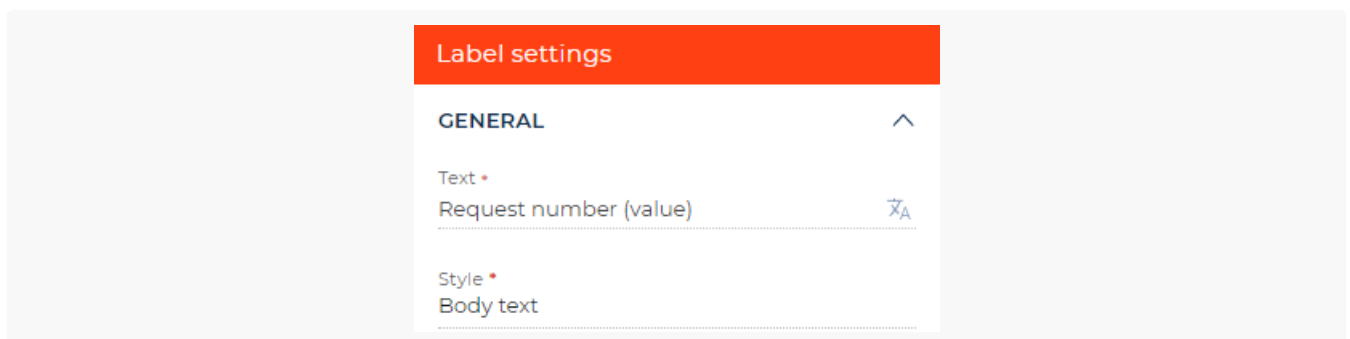 Label settings
GENERAL
Text *
Request number (value)
Style *
Body text